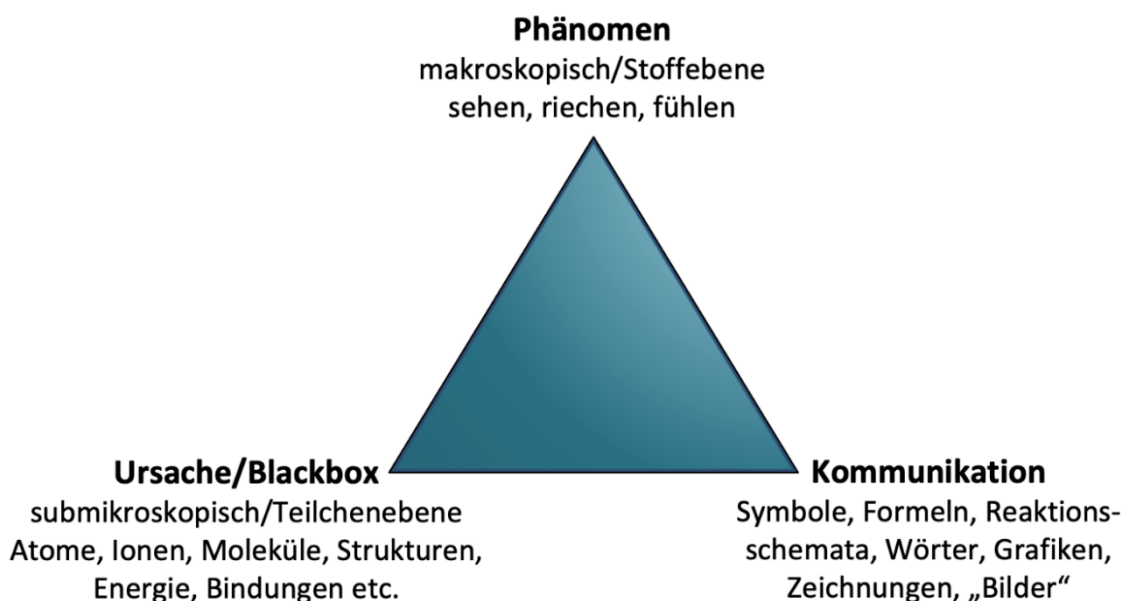 Phänomen
makroskopisch/Stoffebene
sehen, riechen, fühlen
Ursache/Blackbox
submikroskopisch/Teilchenebene
Atome, Ionen, Moleküle, Strukturen,
Energie, Bindungen etc.
Kommunikation
Symbole, Formeln, Reaktions-
schemata, Wörter, Grafiken,
Zeichnungen, „Bilder“